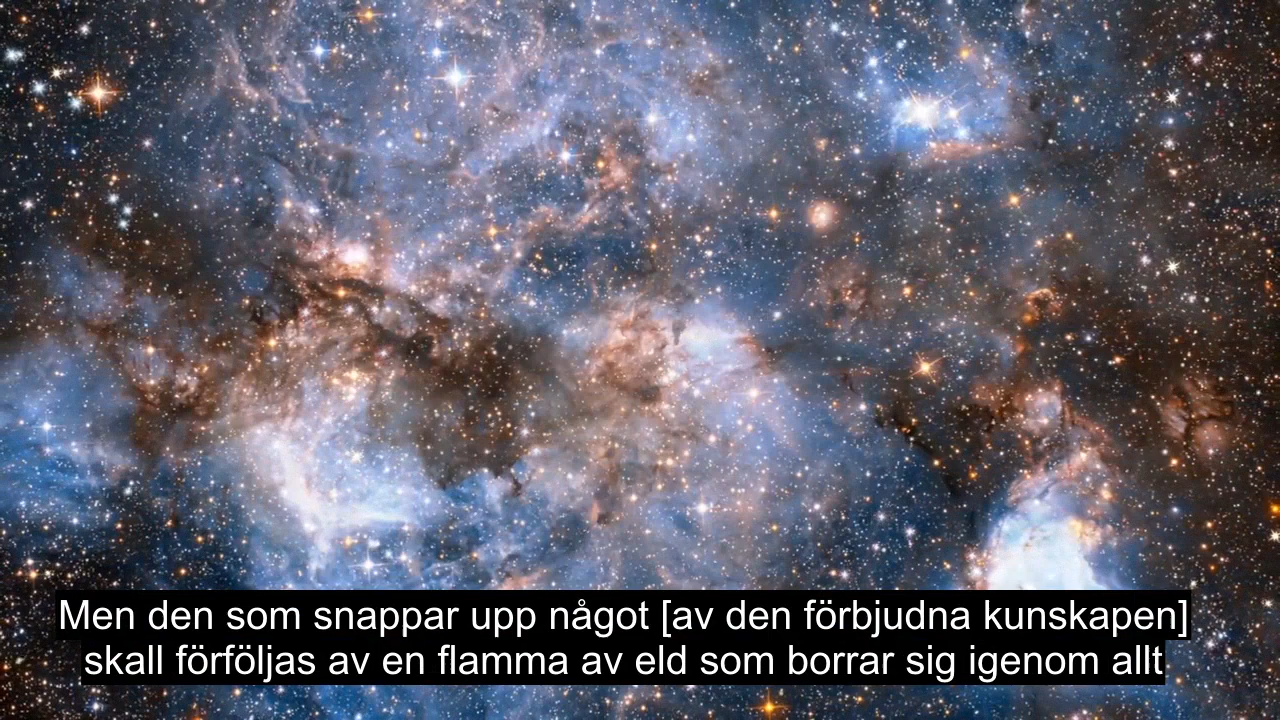 Men den som snappar upp något [av den förbjudna kunskapen]
skall förföljas av en flamma av eld som borrar sig igenom allt